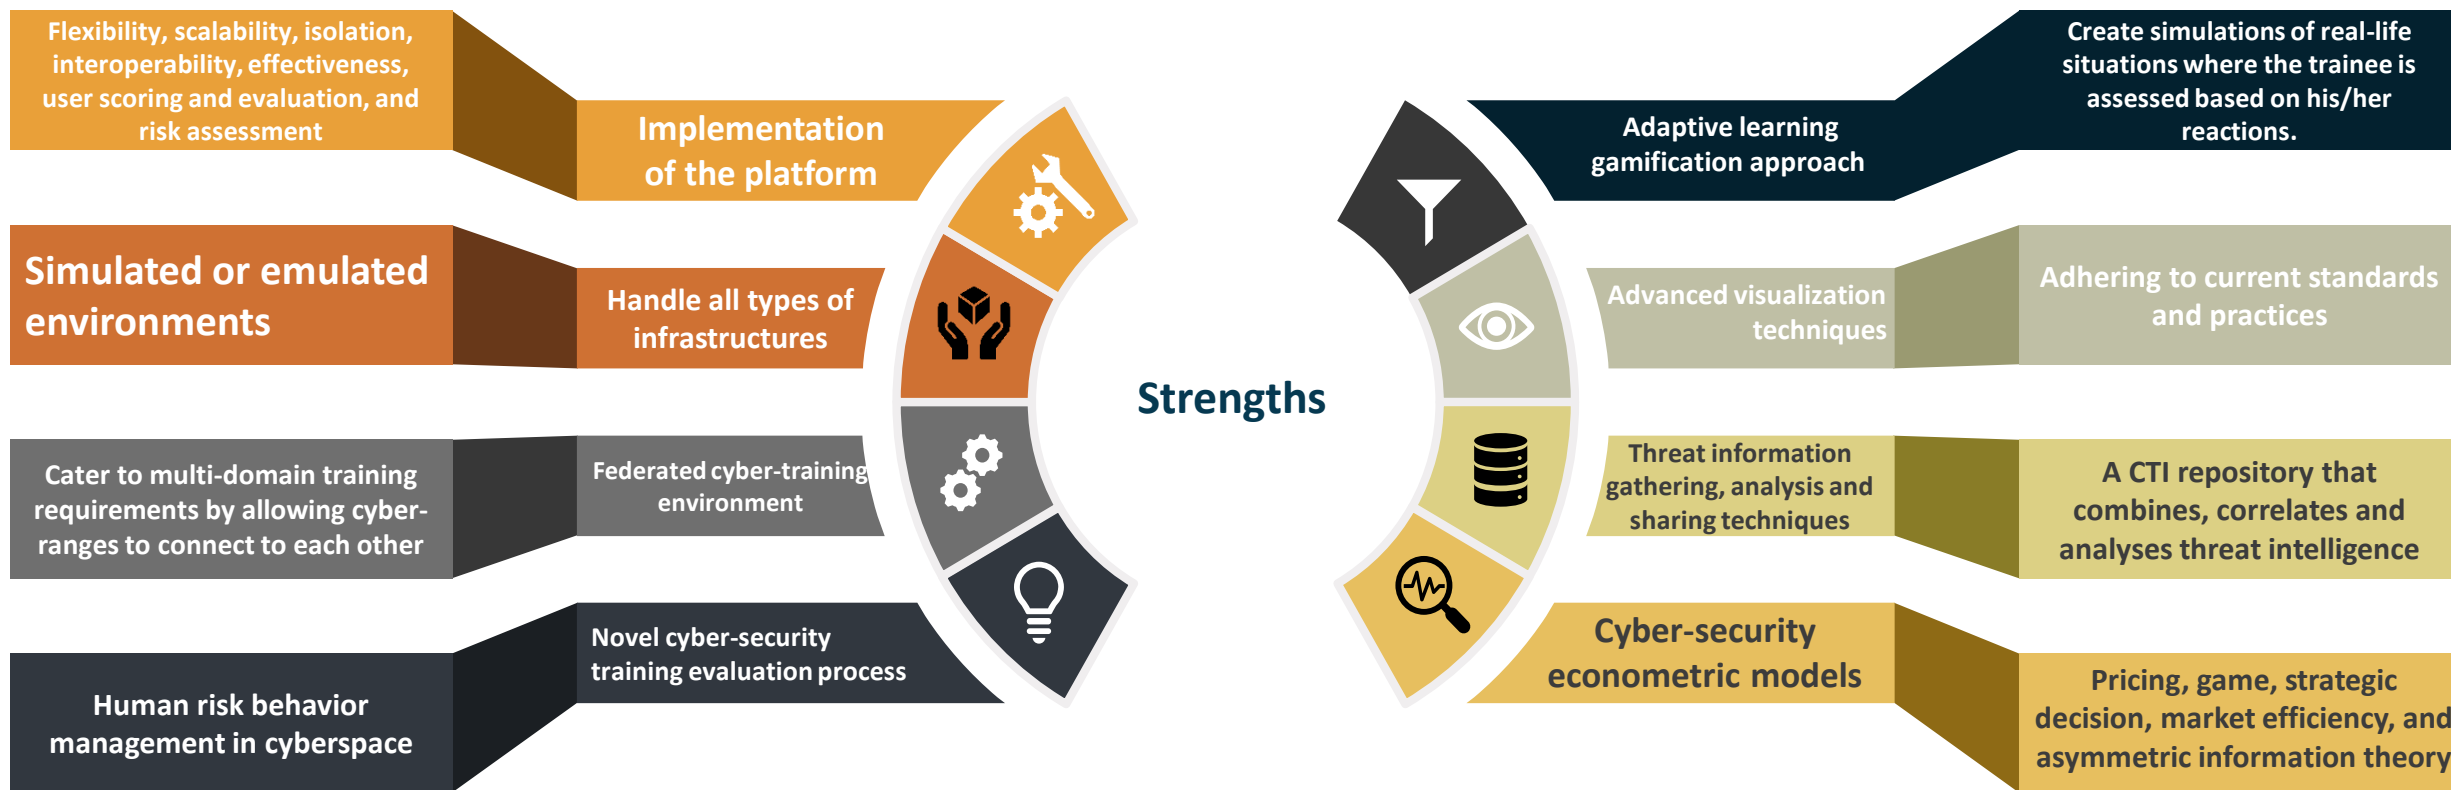 Flexibility, scalability, isolation,
interoperability, effectiveness,
user scoring and evaluation, and
risk assessment
Implementation
of the platform
Simulated or emulated
environments
Handle all types of
infrastructures
Cater to multi-domain training
requirements by allowing cyber-
ranges to connect to each other
Federated cyber-training
environment
Human risk behavior
management in cyberspace
Novel cyber-security
training evaluation process
Strengths
Adaptive learning
gamification approach
Create simulations of real-life
situations where the trainee is
assessed based on his/her
reactions.
Advanced visualization
techniques
Adhering to current standards
and practices
Threat information
gathering, analysis and
sharing techniques
A CTI repository that
combines, correlates and
analyses threat intelligence
Cyber-security
econometric models
Pricing, game, strategic
decision, market efficiency, and
asymmetric information theory